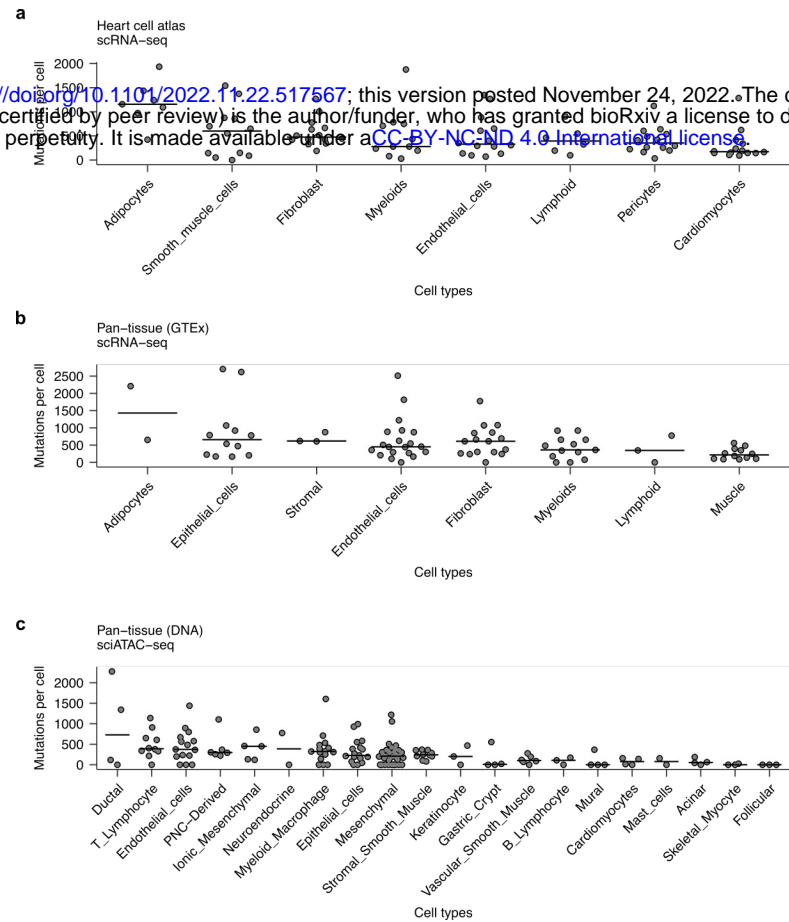 a
Heart cell atlas
scRNA−seq
2000
1500
//doi.org/10.1101/2022.11.22.517567; this version posted November 24, 2022. The c
certified by peer review) is the author/funder, who has granted bioRxiv a license to d
perpetuity. It is made available under aCC-BY-NC-ND 4.0 International license.
0
Mutations per cell
Adipocytes
Smooth_muscle_cells
Fibroblast
Myeloids
Endothelial_cells
Lymphoid
Pericytes
Cardiomyocytes
Cell types
b
Pan−tissue (GTEx)
scRNA−seq
Mutations per cell
2500
2000
1500
1000
500
0
Adipocytes
Epithelial_cells
Stromal
Endothelial_cells
Fibroblast
Myeloids
Lymphoid
Muscle
Cell types
c
Pan−tissue (DNA)
sciATAC−seq
Mutations per cell
2000
1500
1000
500
0
Ductal
T_Lymphocyte
Endothelial_cells
PNC−Derived
Ionic_Mesenchymal
Neuroendocrine
Myeloid_Macrophage
Epithelial_cells
Mesenchymal
Stromal_Smooth_Muscle
Keratinocyte
Gastric_Crypt
Vascular_Smooth_Muscle
B_Lymphocyte
Mural
Cardiomyocytes
Mast_cells
Acinar
Skeletal_Myocyte
Follicular
Cell types